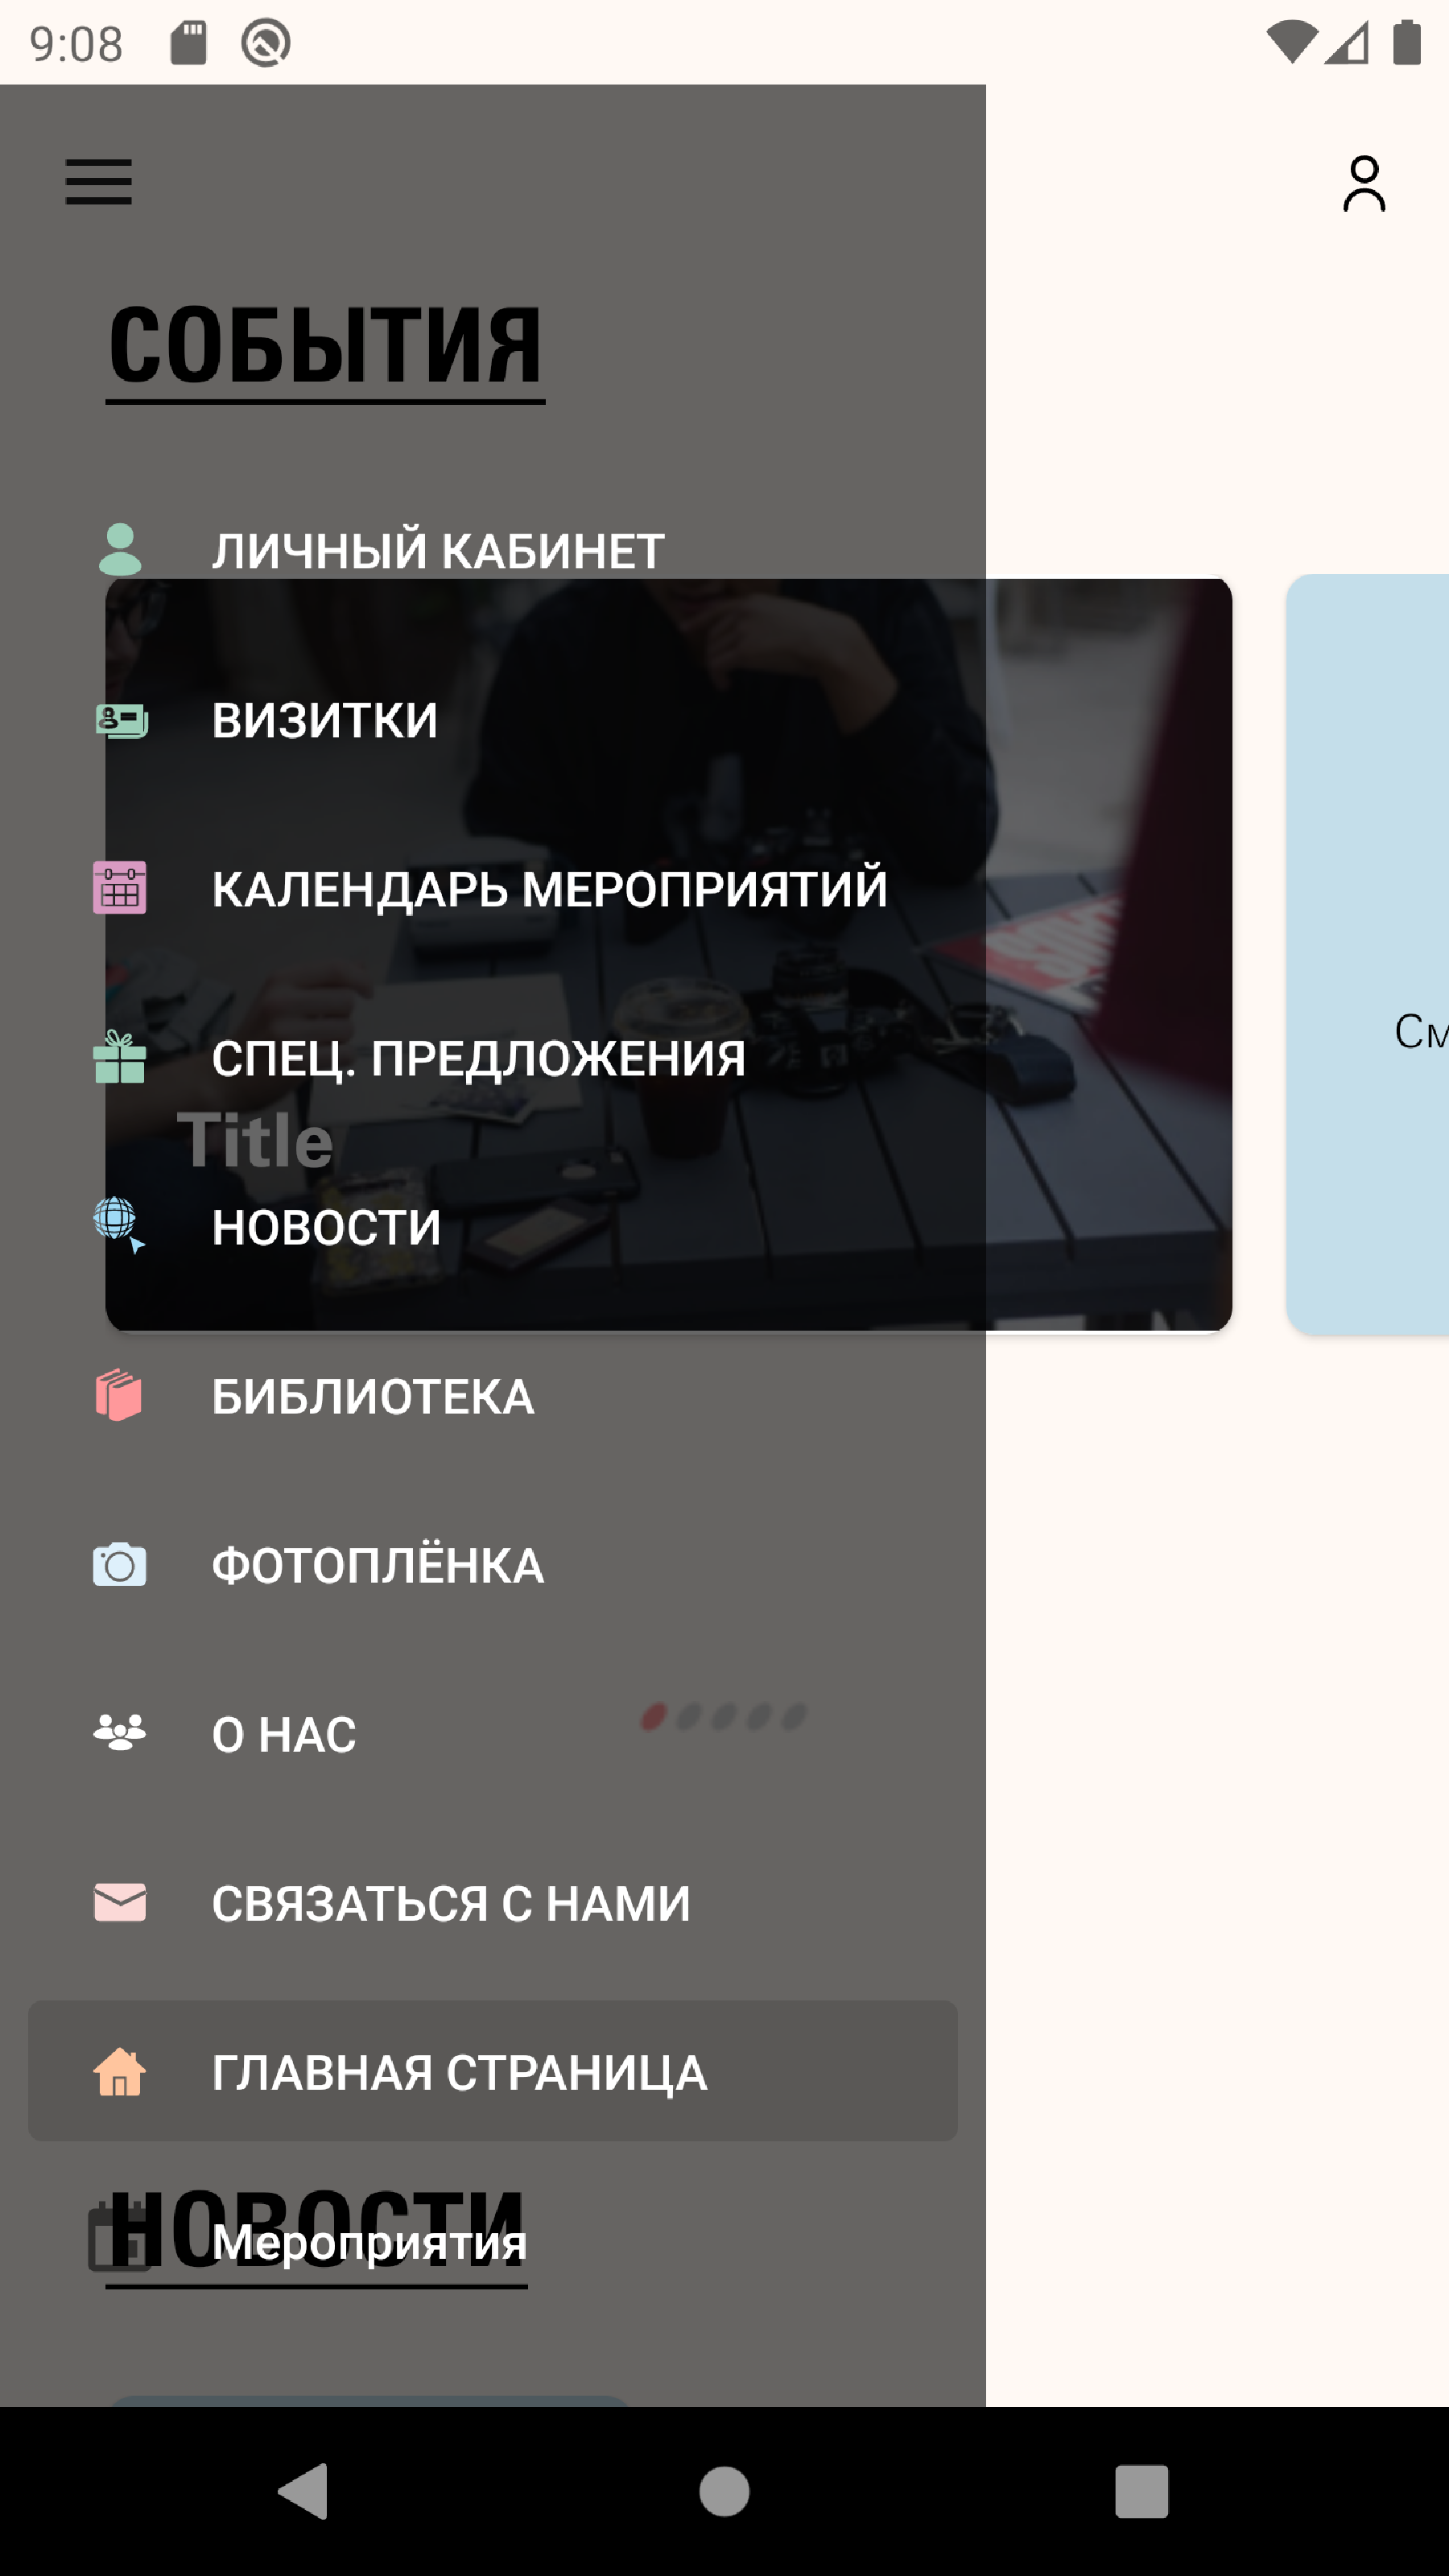 9:08
СОБЫТИЯ
ЛИЧНЫЙ КАБИНЕТ
ВИЗИТКИ
КАЛЕНДАРЬ МЕРОПРИЯТИЙ
СПЕЦ. ПРЕДЛОЖЕНИЯ
См
Title
НОВОСТИ
БИБЛИОТЕКА
ФОТОПЛЁНКА
О НАС
СВЯЗАТЬСЯ С НАМИ
ГЛАВНАЯ СТРАНИЦА
НОВОСТИ
Мероприятия